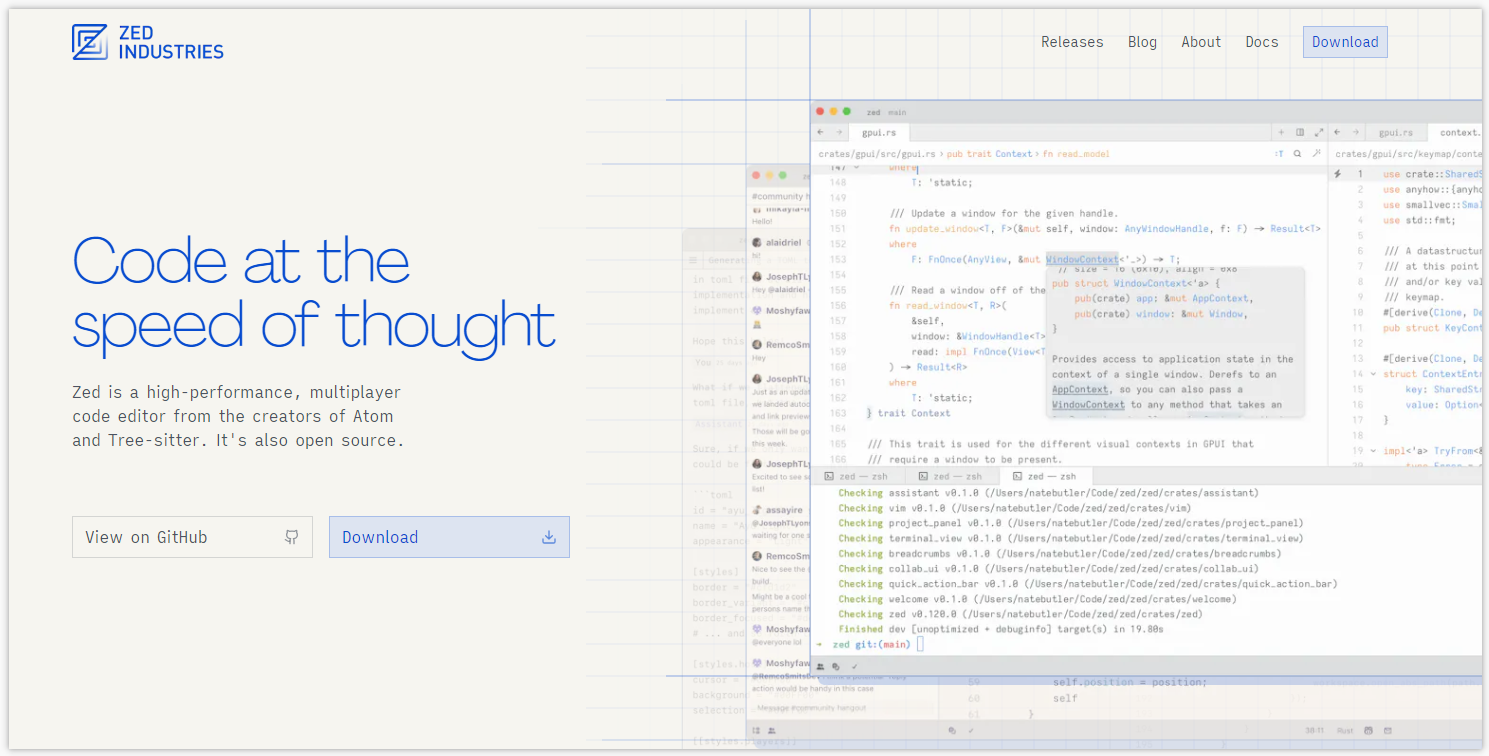 ZED
INDUSTRIES
Releases Blog About Docs Download
Code at the
speed of thought
Zed is a high-performance, multiplayer
code editor from the creators of Atom
and Tree-sitter. It's also open source.
View on GitHub
Download
zed main
gpui.rs
crates/gpui/src/gpui.rs › pub trait Context › fn read_model
147 where
148 T: 'static;
149
150 /// Update a window for the given handle.
151 fn update_window<T, F>(&mut self, window: AnyWindowHandle, f: F) -> Result<T>
152 where
153 F: FnOnce(AnyView, &mut WindowContext<'_>) -> T;
154
155 /// Read a window off of the
156 fn read_window<T, R>(
157 &self,
158 window: &WindowHandle<T>
159 read: impl FnOnce(View<T
160 ) -> Result<R>
161 where
162 T: 'static;
163 } trait Context
164
165 /// This trait is used for the different visual contexts in GPUI that
166 /// require a window to be present.
// size = 16 (0x10), align = 0x8
pub struct WindowContext<'a> {
pub(crate) app: &mut AppContext,
pub(crate) window: &mut Window,
}
Provides access to application state in the
context of a single window. Derefs to an
AppContext, so you can also pass a
WindowContext to any method that takes an
gpui.rs context.
crates/gpui/src/keymap/conte
1 use crate::SharedS
2 use anyhow::{anyho
3 use smallvec::Smal
4 use std::fmt;
5
6 /// A datastructur
7 /// at this point
8 /// and/or key val
9 /// keymap.
10 #[derive(Clone, De
11 pub struct KeyCont
12
13 #[derive(Clone, De
14 struct ContextEntr
15 key: SharedStr
16 value: Option<
17 }
18
19 impl<'a> TryFrom<&
zed — zsh zed — zsh zed — zsh
Checking assistant v0.1.0 (/Users/natebutler/Code/zed/zed/crates/assistant)
Checking vim v0.1.0 (/Users/natebutler/Code/zed/zed/crates/vim)
Checking project_panel v0.1.0 (/Users/natebutler/Code/zed/zed/crates/project_panel)
Checking terminal_view v0.1.0 (/Users/natebutler/Code/zed/zed/crates/terminal_view)
Checking breadcrumbs v0.1.0 (/Users/natebutler/Code/zed/zed/crates/breadcrumbs)
Checking collab_ui v0.1.0 (/Users/natebutler/Code/zed/zed/crates/collab_ui)
Checking quick_action_bar v0.1.0 (/Users/natebutler/Code/zed/zed/crates/quick_action_bar)
Checking welcome v0.1.0 (/Users/natebutler/Code/zed/zed/crates/welcome)
Checking zed v0.120.0 (/Users/natebutler/Code/zed/zed/crates/zed)
Finished dev [unoptimized + debuginfo] target(s) in 19.80s
→ zed git:(main)
#community h
Hello!
alaidriel
hi!
JosephTLy
Hey @alaidriel
Moshyfaw
RemcoSm
Hey
JosephTLy
Just as an updat
we landed autoc
and link preview
Those will be go
this week.
JosephTLy
Excited to see s
list!
assayire
@JosephTLyon
waiting for one s
RemcoSm
Nice to see the
build.
Might be a cool
persons name th
Moshyfaw
@everyone lol
Moshyfaw
action would be handy in this case
Message #community hangout
Generat
in toml f
implement
implement
Hope this
You
What if
toml file
Assistant
Sure, if
could be
```toml
id = "ayu
name = "A
appearanc
[styles]
border =
border_va
border_fo
# ... and
[styles.
cursor =
background
selection
59 self.position = position;
60 self
61 }
38:11 Rust